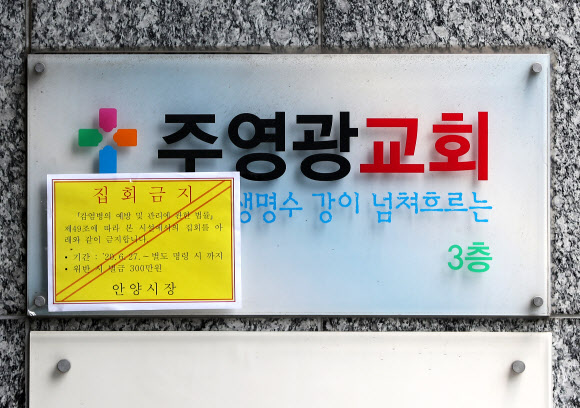 주영광교회
생명수 강이 넘쳐흐르는
3층
집회금지
「감염병의 예방 및 관리에 관한 법률」
제49조에 따라 본 시설에서의 집회를 아
래와 같이 금지합니다.
• 기간 : '20.6.27. ~ 별도 명령 시 까지
• 위반 시 벌금 300만원
안양시장